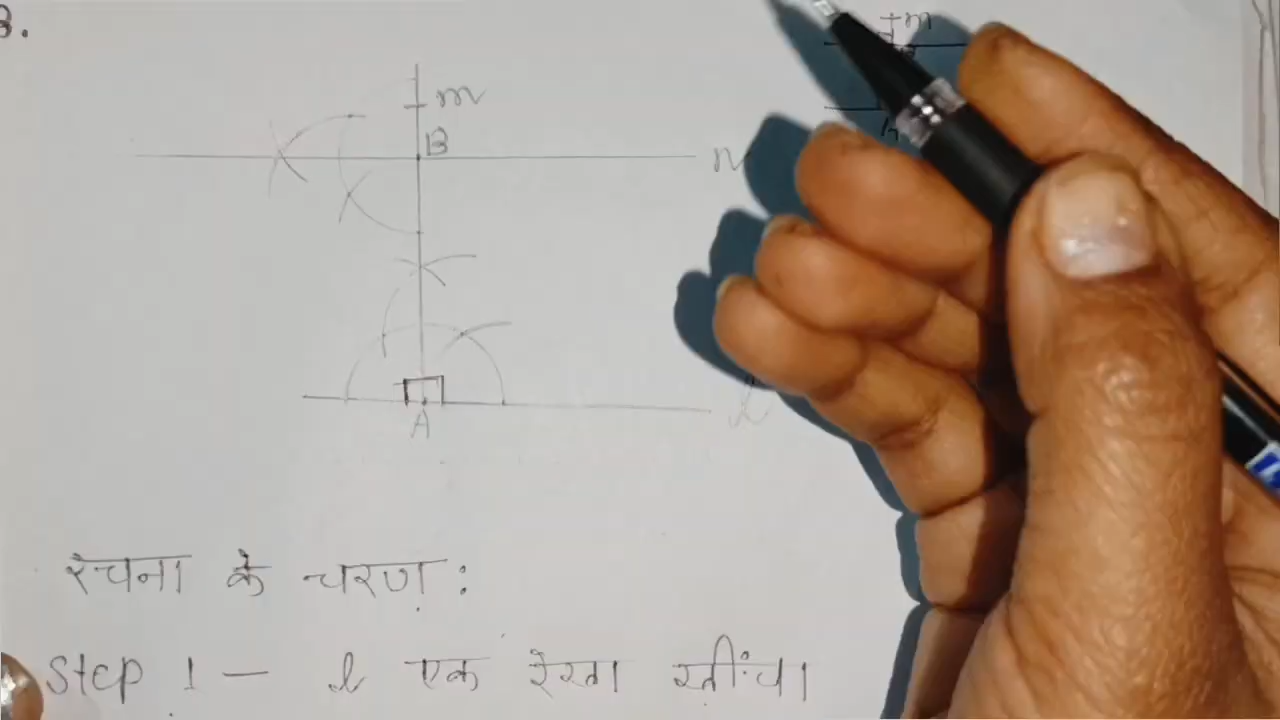 3.
m
m
B
n
l
A
रचना के चरण :
Step 1 — l एक रेखा खींचा